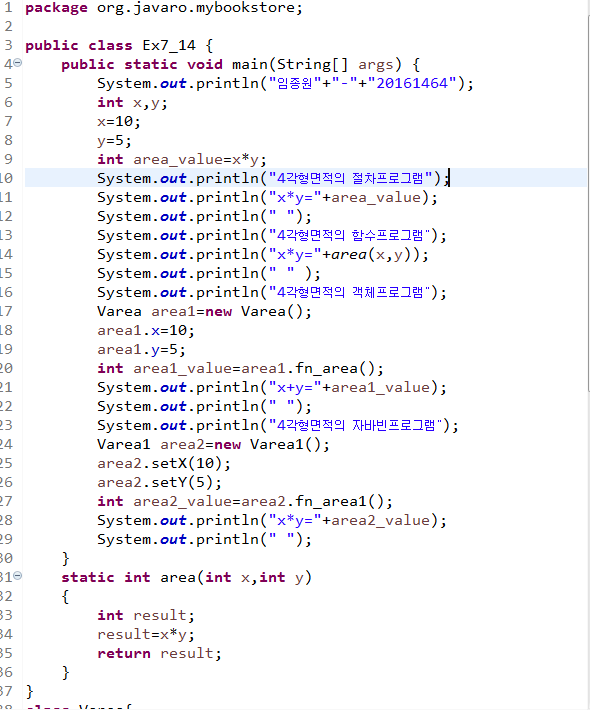 1 package org.javaro.mybookstore;
2
3 public class Ex7_14 {
4 public static void main(String[] args) {
5 System.out.println("임종원"+"-"+"20161464");
6 int x,y;
7 x=10;
8 y=5;
9 int area_value=x*y;
10 System.out.println("4각형면적의 절차프로그램");
11 System.out.println("x*y="+area_value);
12 System.out.println(" ");
13 System.out.println("4각형면적의 함수프로그램");
14 System.out.println("x*y="+area(x,y));
15 System.out.println(" " );
16 System.out.println("4각형면적의 객체프로그램");
17 Varea area1=new Varea();
18 area1.x=10;
19 area1.y=5;
20 int area1_value=area1.fn_area();
21 System.out.println("x+y="+area1_value);
22 System.out.println(" ");
23 System.out.println("4각형면적의 자바빈프로그램");
24 Varea1 area2=new Varea1();
25 area2.setX(10);
26 area2.setY(5);
27 int area2_value=area2.fn_area1();
28 System.out.println("x*y="+area2_value);
29 System.out.println(" ");
30 }
31 static int area(int x,int y)
32 {
33 int result;
34 result=x*y;
35 return result;
36 }
37 }
38 class Varea{